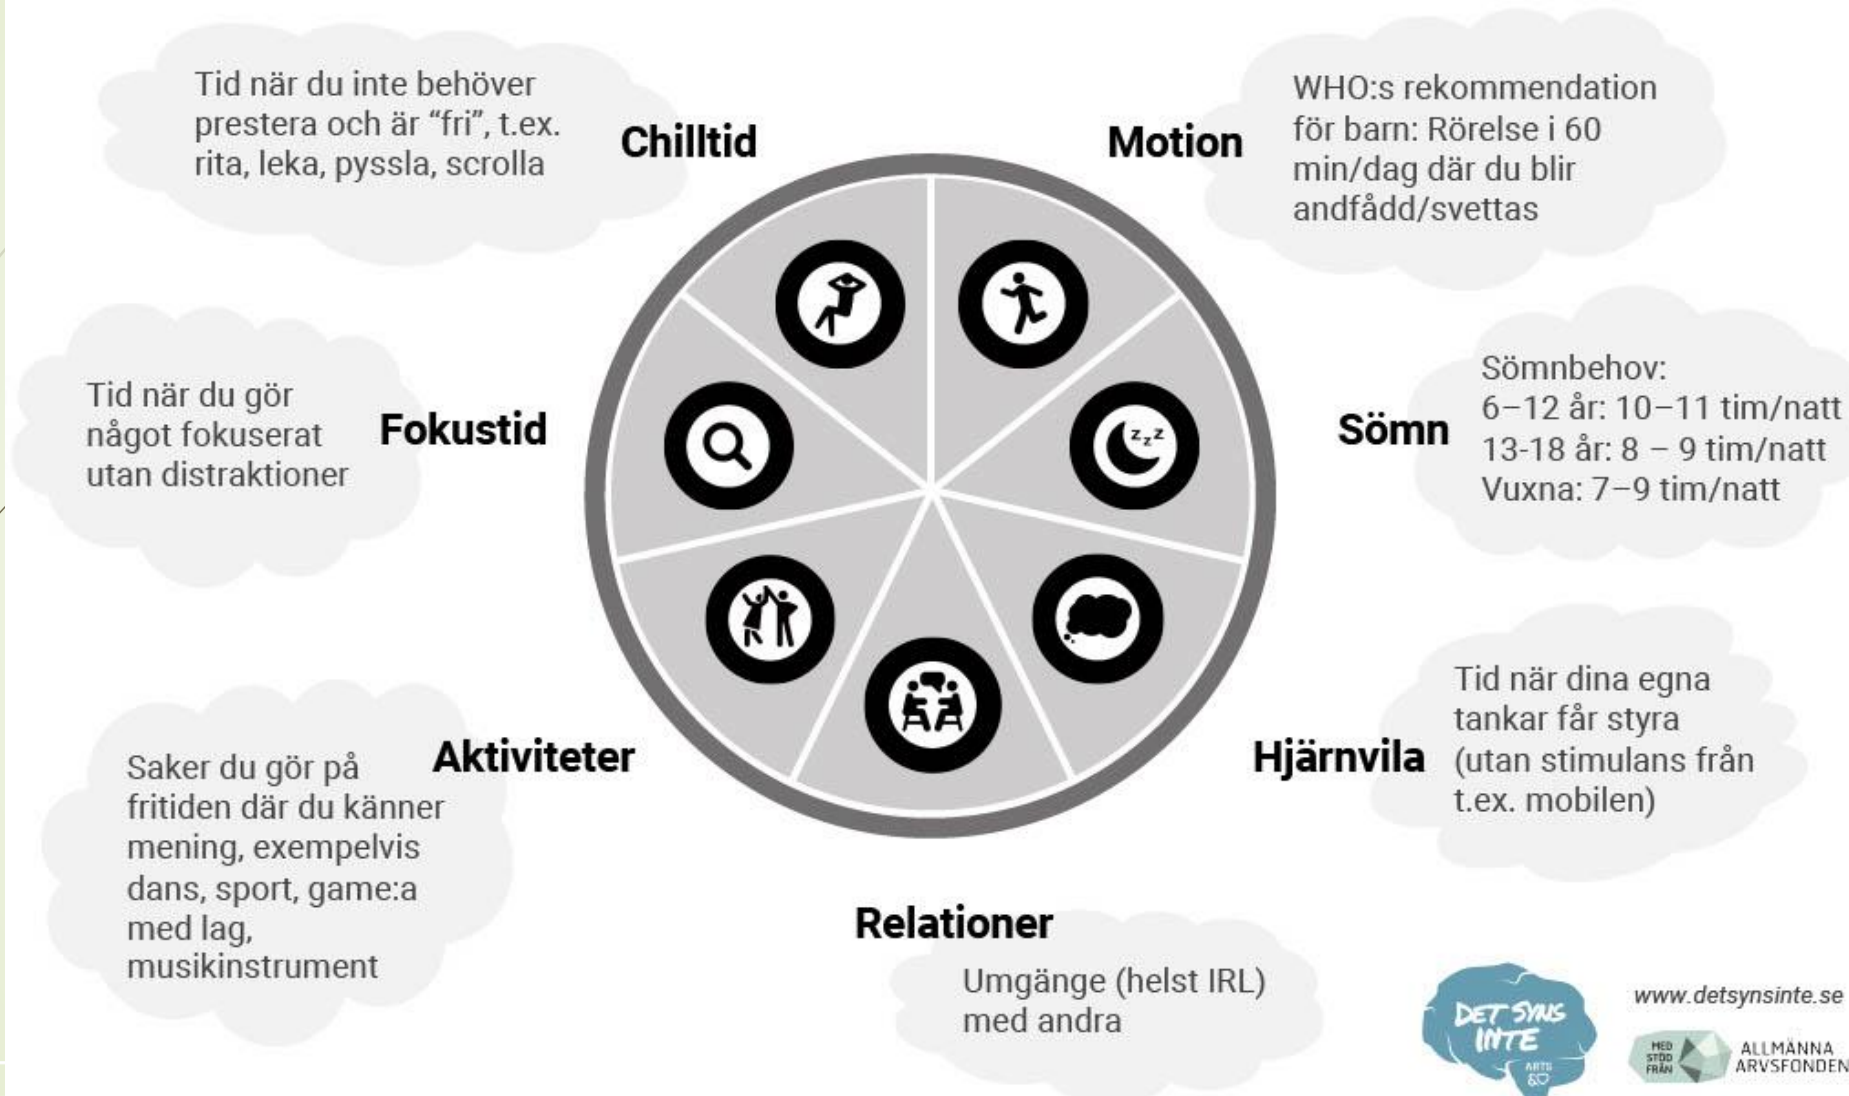 Tid när du inte behöver
prestera och är “fri”, t.ex.
rita, leka, pyssla, scrolla
Chilltid
Motion
WHO:s rekommendation
för barn: Rörelse i 60
min/dag där du blir
andfådd/svettas
Tid när du gör
något fokuserat
utan distraktioner
Fokustid
zzz
Sömn
Sömnbehov:
6–12 år: 10–11 tim/natt
13-18 år: 8 – 9 tim/natt
Vuxna: 7–9 tim/natt
Saker du gör på
fritiden där du känner
mening, exempelvis
dans, sport, game:a
med lag,
musikinstrument
Aktiviteter
Hjärnvila
Tid när dina egna
tankar får styra
(utan stimulans från
t.ex. mobilen)
Relationer
Umgänge (helst IRL)
med andra
DET SYNS
INTE
ARTS
&
www.detsynsinte.se
MED
STÖD
FRÅN
ALLMÄNNA
ARVSFONDEN